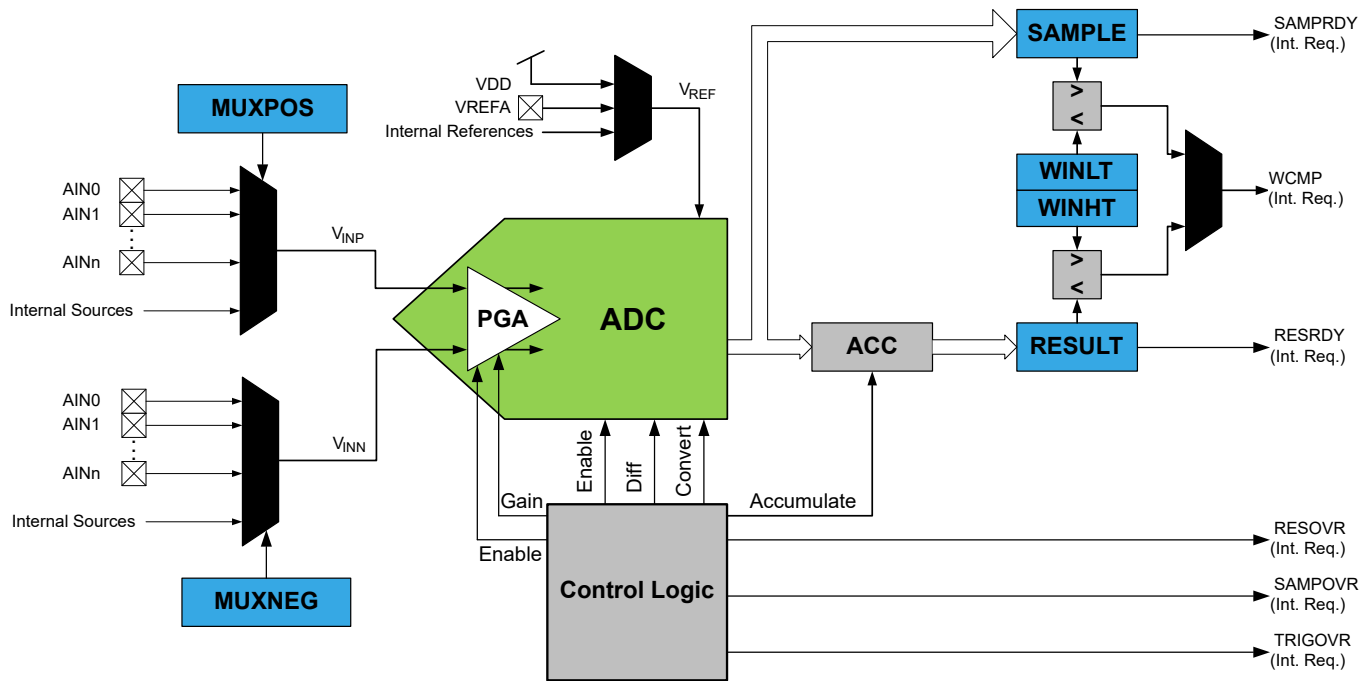 SAMPLE
SAMPRDY
(Int. Req.)
VDD
VREFA
Internal References
VREF
>
<
MUXPOS
WINLT
WINHT
WCMP
(Int. Req.)
AIN0
AIN1
AINn
Internal Sources
VINP
>
<
PGA
ADC
ACC
RESULT
RESRDY
(Int. Req.)
AIN0
AIN1
AINn
Internal Sources
VINN
Enable
Diff
Convert
Gain
Accumulate
Enable
RESOVR
(Int. Req.)
MUXNEG
Control Logic
SAMPOVR
(Int. Req.)
TRIGOVR
(Int. Req.)